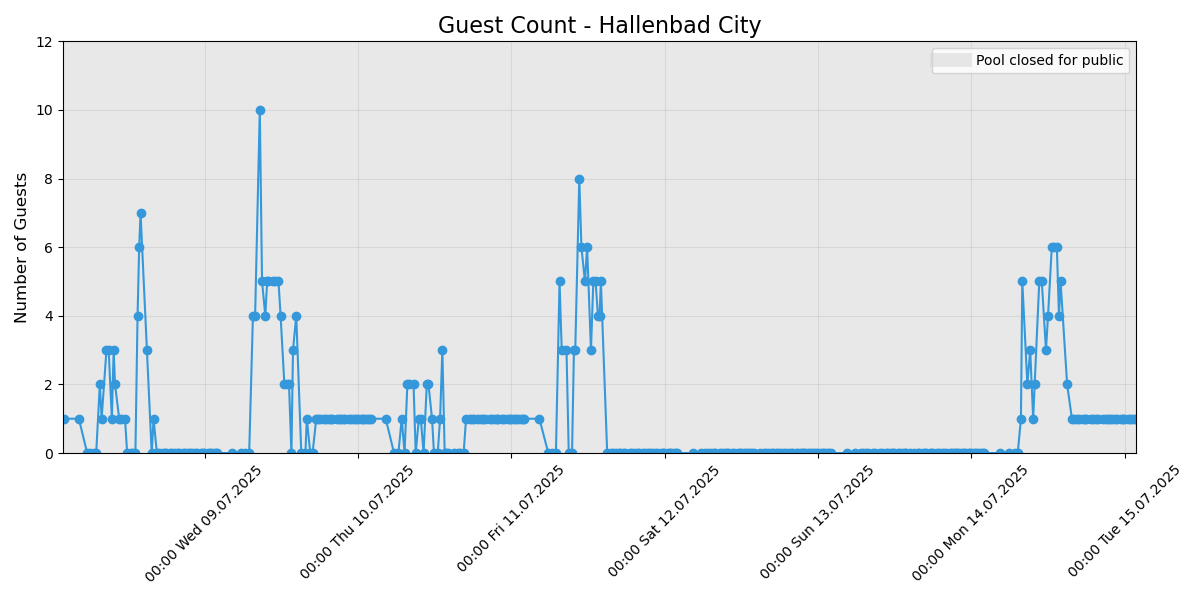 Guest Count - Hallenbad City
Pool closed for public
Number of Guests
12
10
8
6
4
2
0
00:00 Wed 09.07.2025
00:00 Thu 10.07.2025
00:00 Fri 11.07.2025
00:00 Sat 12.07.2025
00:00 Sun 13.07.2025
00:00 Mon 14.07.2025
00:00 Tue 15.07.2025